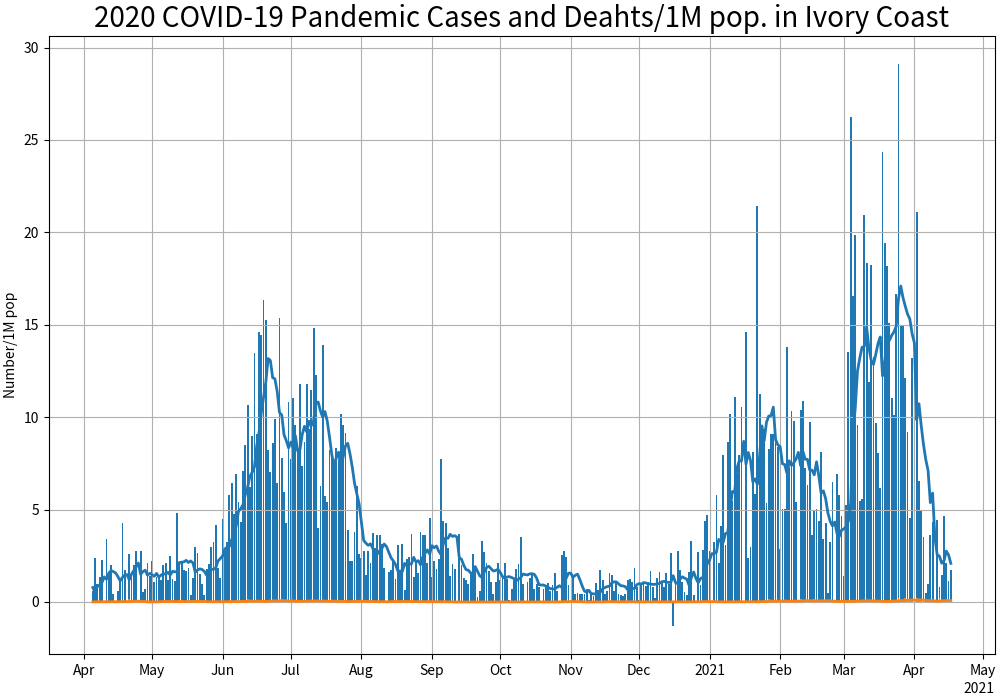 2020 COVID-19 Pandemic Cases and Deahts/1M pop. in Ivory Coast
Number/1M pop
30
25
20
15
10
5
0
Apr May Jun Jul Aug Sep Oct Nov Dec 2021 Feb Mar Apr May
2021